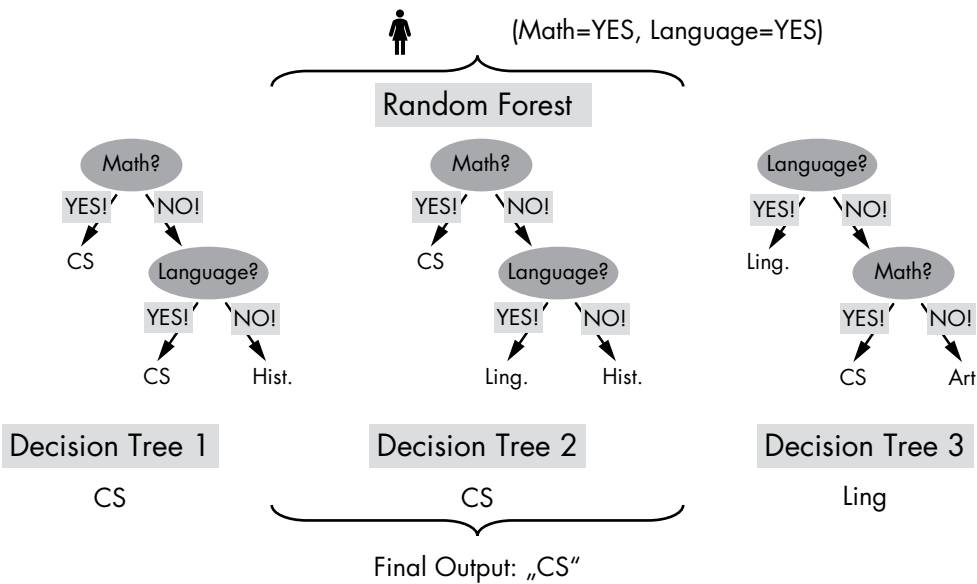 (Math=YES, Language=YES)
Random Forest
Math? Math? Language?
YES! NO! YES! NO! YES! NO!
CS CS Ling.
Language? Language? Math?
YES! NO! YES! NO! YES! NO!
CS Hist. Ling. Hist. CS Art
Decision Tree 1 Decision Tree 2 Decision Tree 3
CS CS Ling
Final Output: „CS“